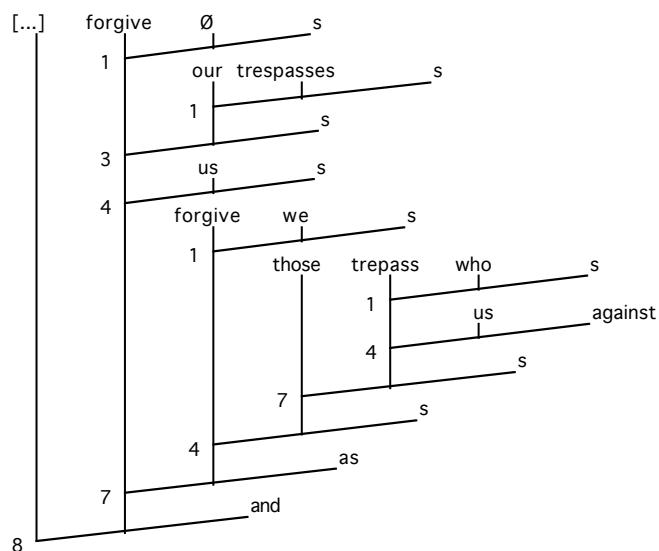 [...] forgive Ø s
1
our trespasses s
1
3 s
us s
4
forgive we s
1
those trepass who s
1
us against
4
7 s
4 s
7 as
8 and